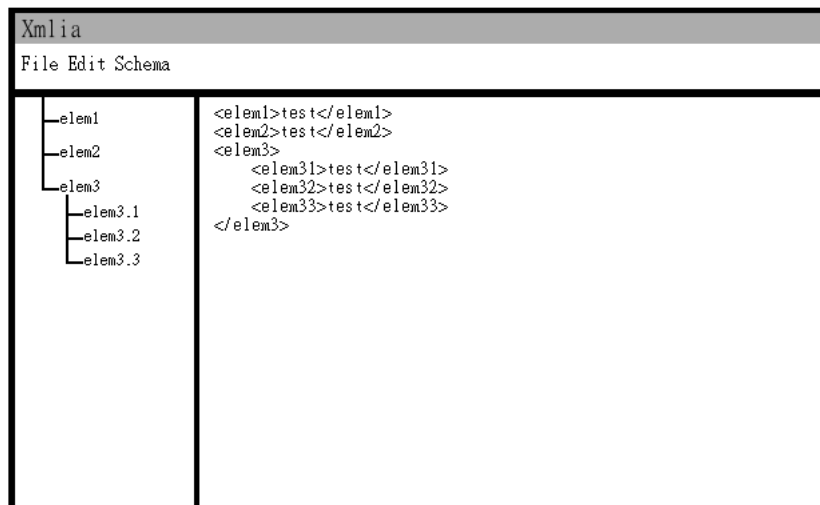 Xmlia
File Edit Schema
elem1
elem2
elem3
elem3.1
elem3.2
elem3.3
<elem1>test</elem1>
<elem2>test</elem2>
<elem3>
<elem31>test</elem31>
<elem32>test</elem32>
<elem33>test</elem33>
</elem3>